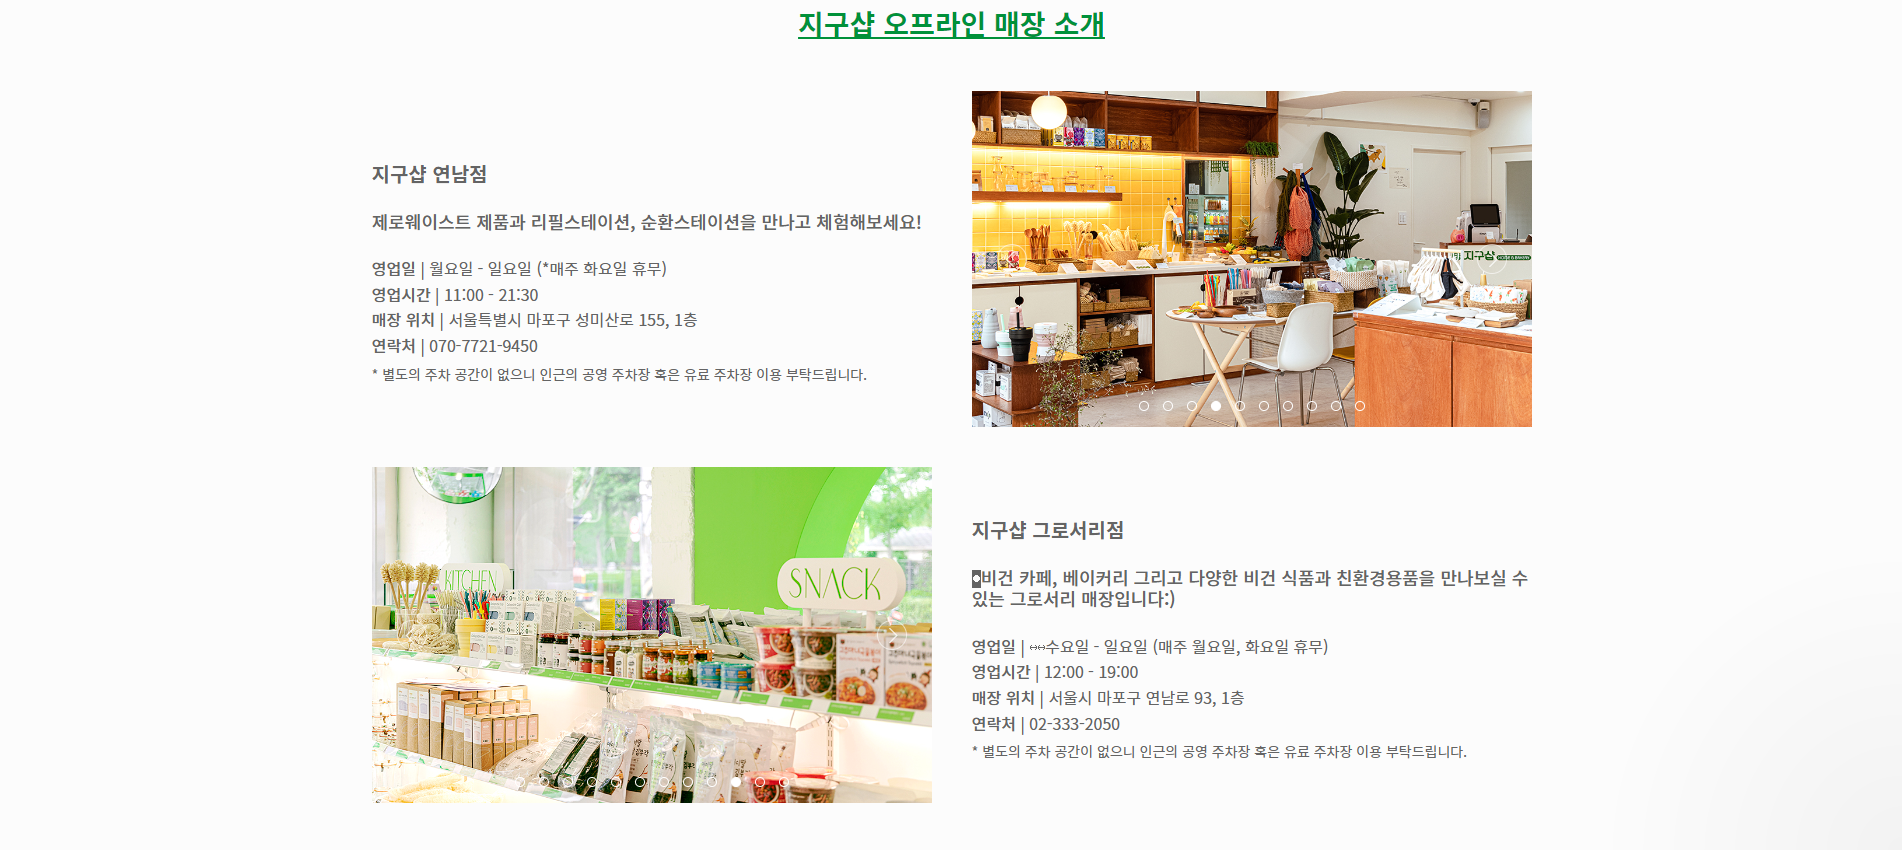 지구샵 오프라인 매장 소개
지구샵 연남점
제로웨이스트 제품과 리필스테이션, 순환스테이션을 만나고 체험해보세요!
영업일 | 월요일 - 일요일 (*매주 화요일 휴무)
영업시간 | 11:00 - 21:30
매장 위치 | 서울특별시 마포구 성미산로 155, 1층
연락처 | 070-7721-9450
* 별도의 주차 공간이 없으니 인근의 공영 주차장 혹은 유료 주차장 이용 부탁드립니다.
지구샵
KITCHEN
SNACK
지구샵 그로서리점
비건 카페, 베이커리 그리고 다양한 비건 식품과 친환경용품을 만나보실 수
있는 그로서리 매장입니다:)
영업일 | 수요일 - 일요일 (매주 월요일, 화요일 휴무)
영업시간 | 12:00 - 19:00
매장 위치 | 서울시 마포구 연남로 93, 1층
연락처 | 02-333-2050
* 별도의 주차 공간이 없으니 인근의 공영 주차장 혹은 유료 주차장 이용 부탁드립니다.